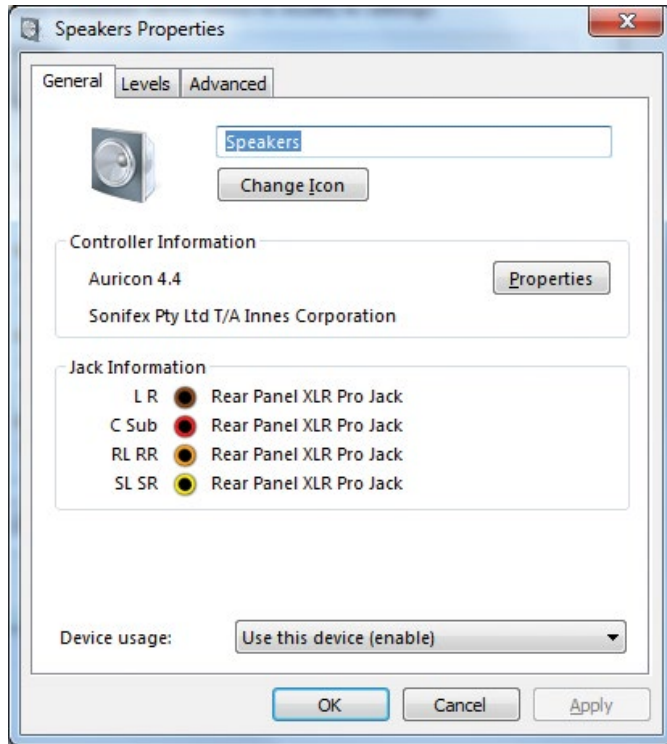 Speakers Properties
General Levels Advanced
Speakers
Change Icon
Controller Information
Auricon 4.4
Properties
Sonifex Pty Ltd T/A Innes Corporation
Jack Information
L R Rear Panel XLR Pro Jack
C Sub Rear Panel XLR Pro Jack
RL RR Rear Panel XLR Pro Jack
SL SR Rear Panel XLR Pro Jack
Device usage: Use this device (enable)
OK Cancel Apply